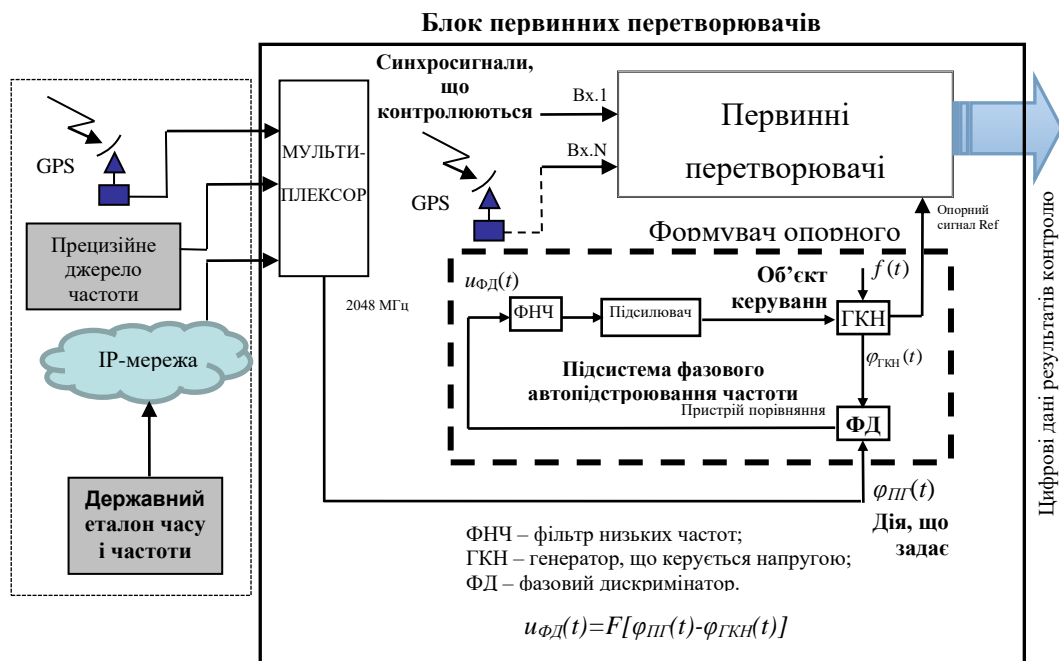 Блок первинних перетворювачів
GPS
Прецизійне
джерело
частоти
IP-мережа
Державний
еталон часу
і частоти
МУЛЬТИ-
ПЛЕКСОР
2048 МГц
Синхросигнали,
що
контролюються
Вх.1
Вх.N
GPS
Первинні
перетворювачі
Опорний
сигнал Ref
Формувач опорного
Об’єкт
керуванн
f(t)
uФД(t)
ФНЧ
Підсилювач
ГКН
φГКН(t)
Підсистема фазового
автопідстроювання частоти
Пристрій порівняння
ФД
φПГ(t)
Дія, що
задає
ФНЧ – фільтр низьких частот;
ГКН – генератор, що керується напругою;
ФД – фазовий дискримінатор.
uФД(t)=F[φПГ(t)-φГКН(t)]
Цифрові дані результатів контролю